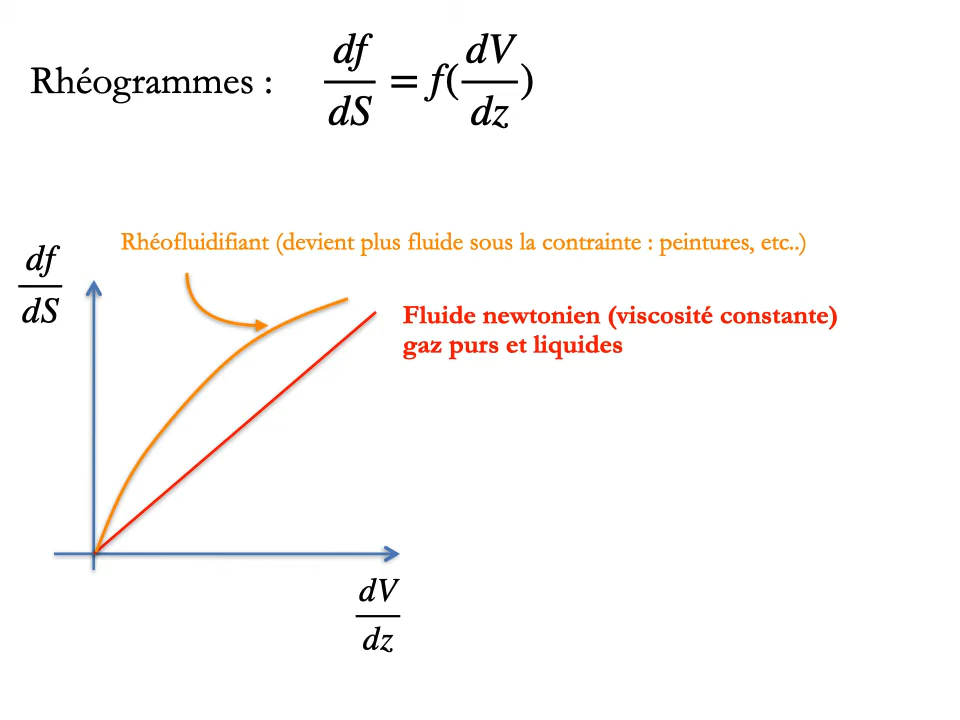 Rhéogrammes : df/dS = f(dV/dz)
Rhéofluidifiant (devient plus fluide sous la contrainte : peintures, etc..)
df/dS
Fluide newtonien (viscosité constante)
gaz purs et liquides
dV/dz